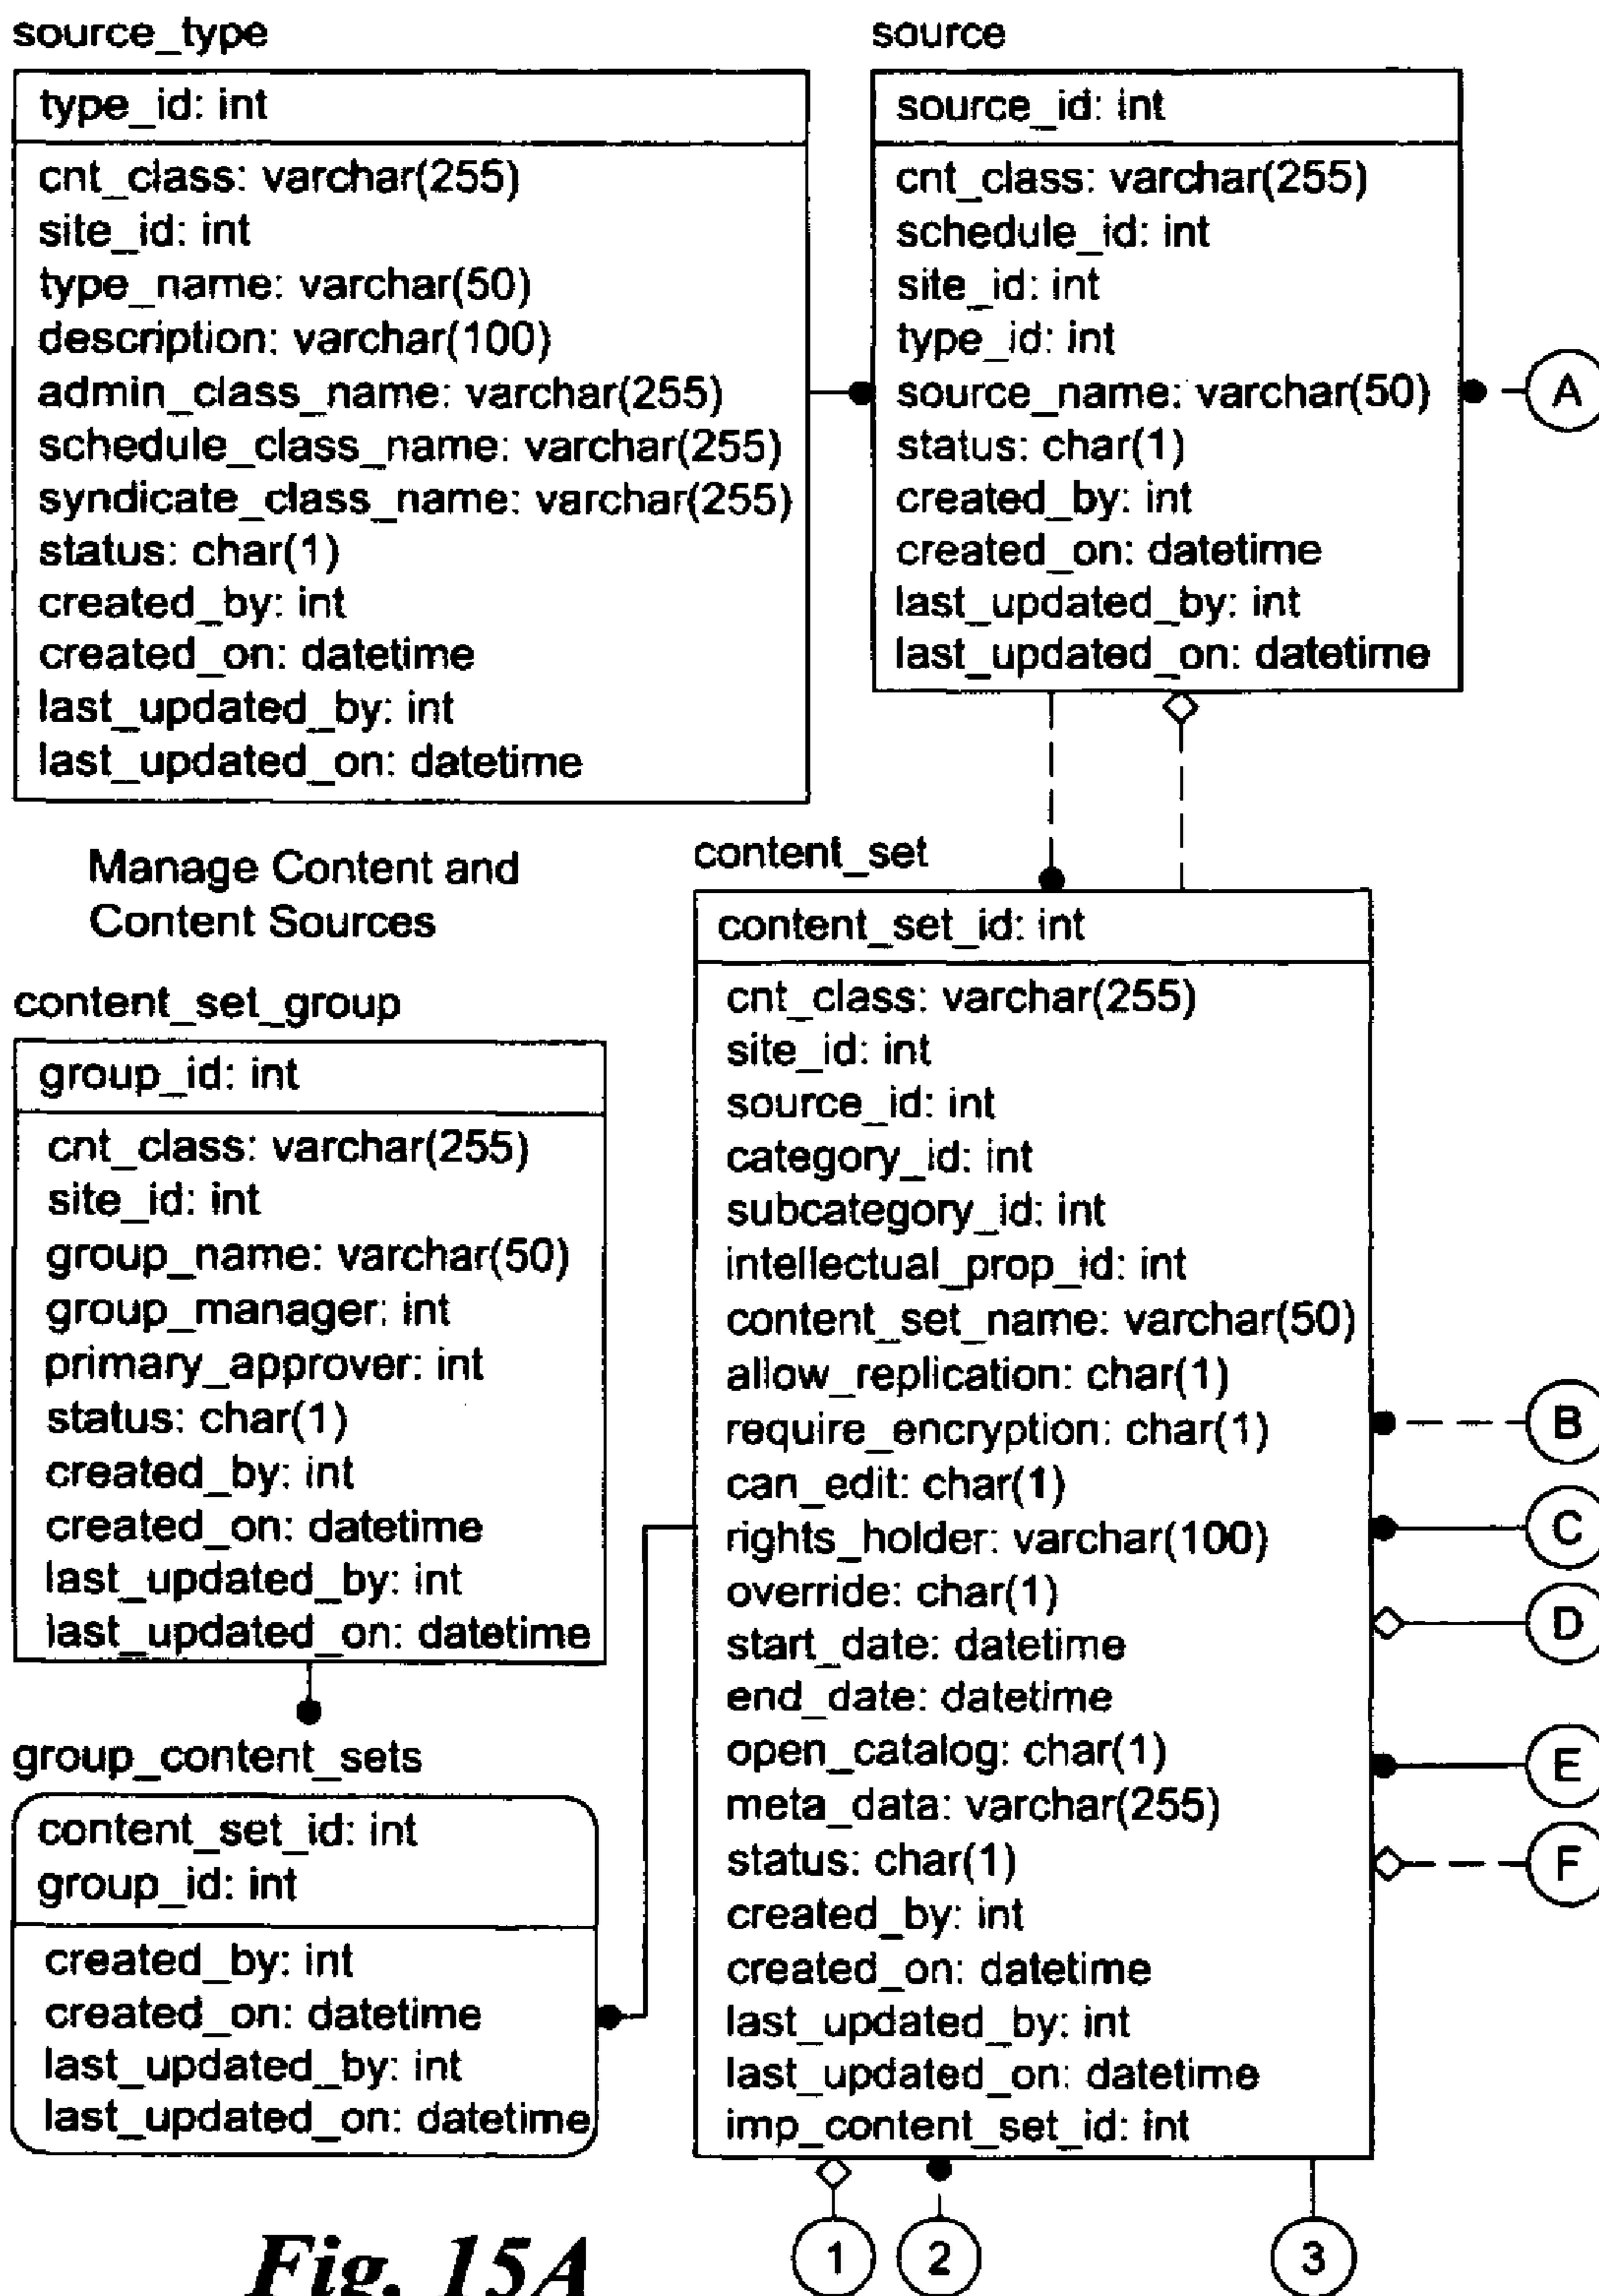 source_type
type_id: int
cnt_class: varchar(255)
site_id: int
type_name: varchar(50)
description: varchar(100)
admin_class_name: varchar(255)
schedule_class_name: varchar(255)
syndicate_class_name: varchar(255)
status: char(1)
created_by: int
created_on: datetime
last_updated_by: int
last_updated_on: datetime
source
source_id: int
cnt_class: varchar(255)
schedule_id: int
site_id: int
type_id: int
source_name: varchar(50)
status: char(1)
created_by: int
created_on: datetime
last_updated_by: int
last_updated_on: datetime
A
Manage Content and
Content Sources
content_set_group
group_id: int
cnt_class: varchar(255)
site_id: int
group_name: varchar(50)
group_manager: int
primary_approver: int
status: char(1)
created_by: int
created_on: datetime
last_updated_by: int
last_updated_on: datetime
group_content_sets
content_set_id: int
group_id: int
created_by: int
created_on: datetime
last_updated_by: int
last_updated_on: datetime
content_set
content_set_id: int
cnt_class: varchar(255)
site_id: int
source_id: int
category_id: int
subcategory_id: int
intellectual_prop_id: int
content_set_name: varchar(50)
allow_replication: char(1)
require_encryption: char(1)
can_edit: char(1)
rights_holder: varchar(100)
override: char(1)
start_date: datetime
end_date: datetime
open_catalog: char(1)
meta_data: varchar(255)
status: char(1)
created_by: int
created_on: datetime
last_updated_by: int
last_updated_on: datetime
imp_content_set_id: int
B
C
D
E
F
1
2
3
Fig. 15A